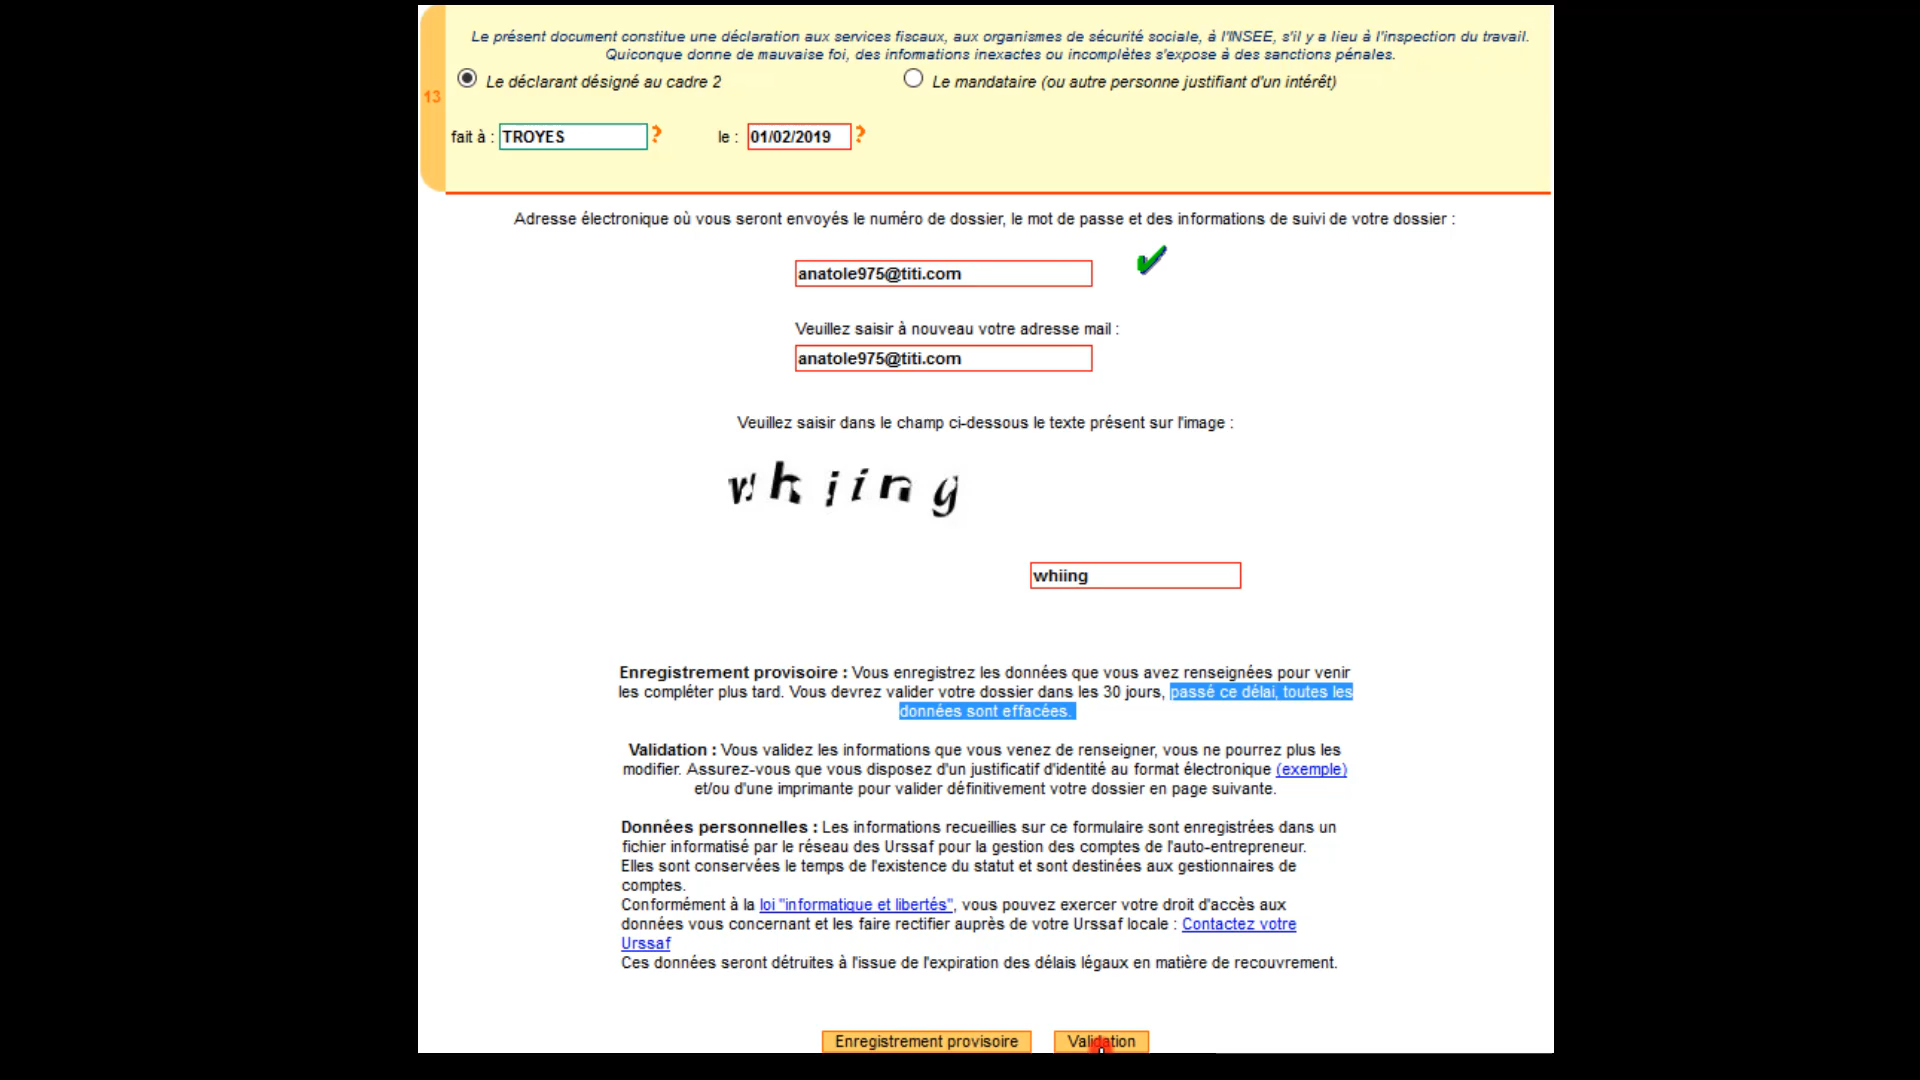 Le présent document constitue une déclaration aux services fiscaux, aux organismes de sécurité sociale, à l'INSEE, s'il y a lieu à l'inspection du travail.
Quiconque donne de mauvaise foi, des informations inexactes ou incomplètes s'expose à des sanctions pénales.
Le déclarant désigné au cadre 2 Le mandataire (ou autre personne justifiant d'un intérêt)
13
fait à : TROYES ? le : 01/02/2019 ?
Adresse électronique où vous seront envoyés le numéro de dossier, le mot de passe et des informations de suivi de votre dossier :
anatole975@titi.com
Veuillez saisir à nouveau votre adresse mail :
anatole975@titi.com
Veuillez saisir dans le champ ci-dessous le texte présent sur l'image :
whiing
whiing
Enregistrement provisoire : Vous enregistrez les données que vous avez renseignées pour venir
les compléter plus tard. Vous devrez valider votre dossier dans les 30 jours, passé ce délai, toutes les
données sont effacées.
Validation : Vous validez les informations que vous venez de renseigner, vous ne pourrez plus les
modifier. Assurez-vous que vous disposez d'un justificatif d'identité au format électronique (exemple)
et/ou d'une imprimante pour valider définitivement votre dossier en page suivante.
Données personnelles : Les informations recueillies sur ce formulaire sont enregistrées dans un
fichier informatisé par le réseau des Urssaf pour la gestion des comptes de l'auto-entrepreneur.
Elles sont conservées le temps de l'existence du statut et sont destinées aux gestionnaires de
comptes.
Conformément à la loi "informatique et libertés", vous pouvez exercer votre droit d'accès aux
données vous concernant et les faire rectifier auprès de votre Urssaf locale : Contactez votre
Urssaf
Ces données seront détruites à l'issue de l'expiration des délais légaux en matière de recouvrement.
Enregistrement provisoire Validation